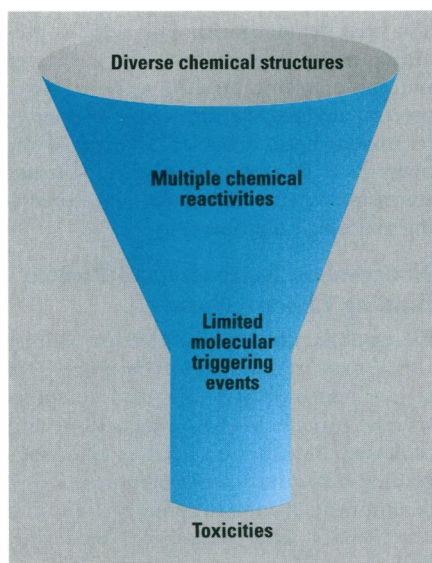 Diverse chemical structures
Multiple chemical
reactivities
Limited
molecular
triggering
events
Toxicities